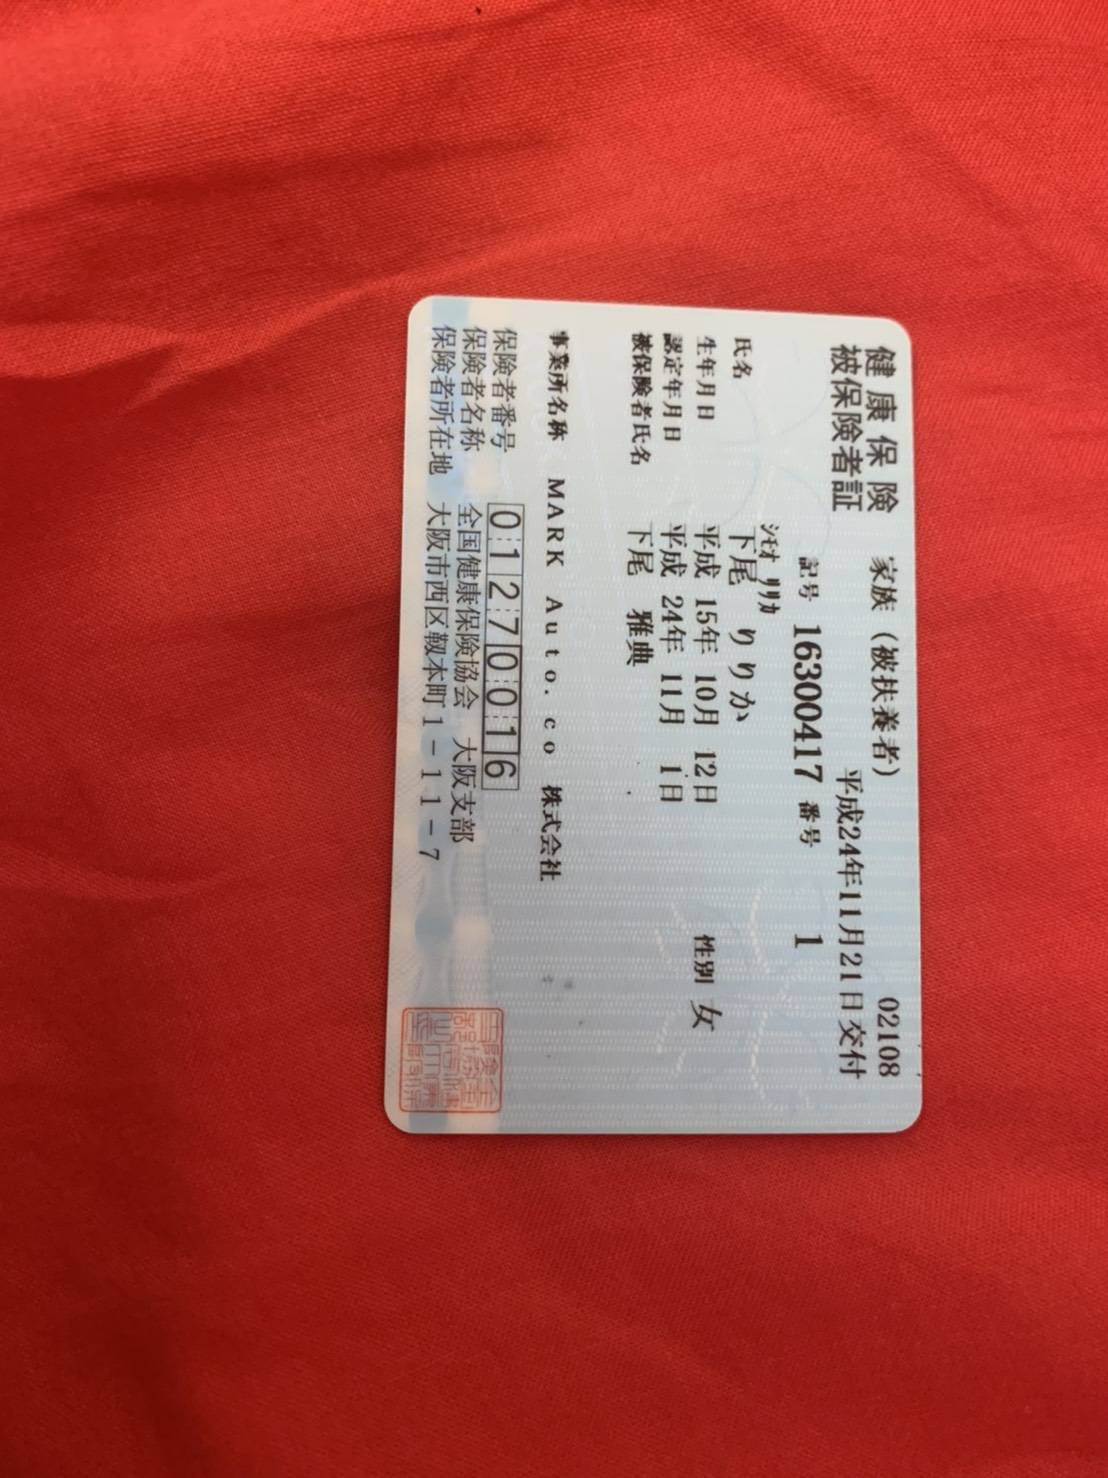 健康保険 家族(被扶養者) 02108
被保険者証 平成24年11月21日交付
記号 16300417 番号 1
ｼﾓｵ ﾘﾘｶ
氏名 下尾 りりか
生年月日 平成 15年 10月 12日 性別 女
認定年月日 平成 24年 11月 1日
被保険者氏名 下尾 雅典
事業所名称 MARK Auto.co 株式会社
保険者番号 01270016
保険者名称 全国健康保険協会 大阪支部
保険者所在地 大阪市西区靱本町1-11-7